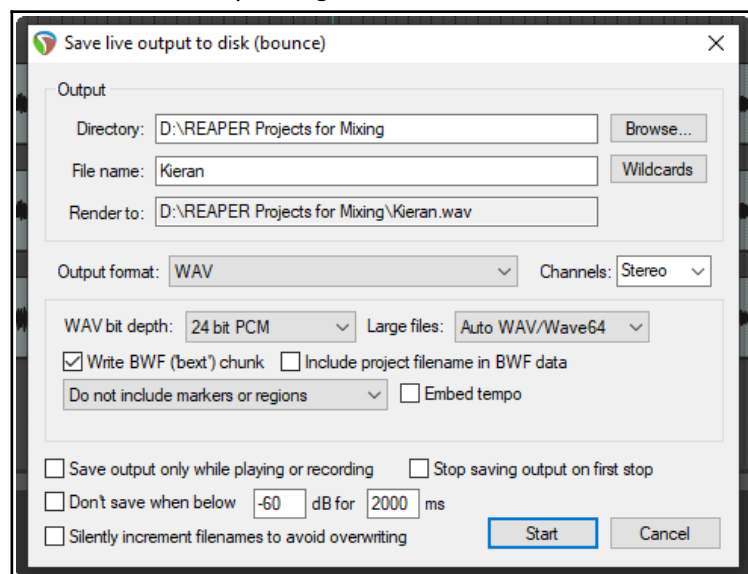 Save live output to disk (bounce)
Output
Directory: D:\REAPER Projects for Mixing Browse...
File name: Kieran Wildcards
Render to: D:\REAPER Projects for Mixing\Kieran.wav
Output format: WAV Channels: Stereo
WAV bit depth: 24 bit PCM Large files: Auto WAV/Wave64
Write BWF ('bext') chunk Include project filename in BWF data
Do not include markers or regions Embed tempo
Save output only while playing or recording Stop saving output on first stop
Don't save when below -60 dB for 2000 ms
Silently increment filenames to avoid overwriting Start Cancel